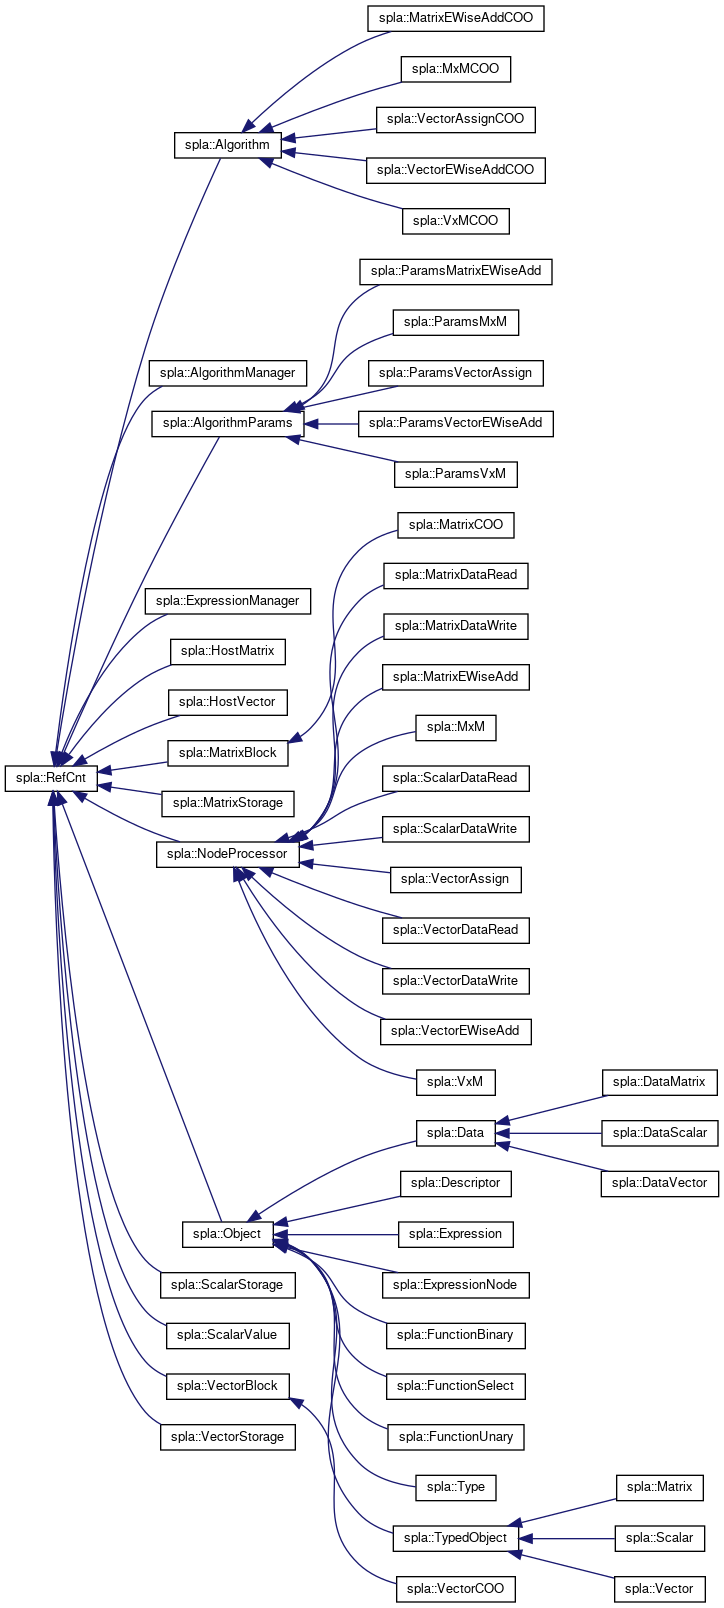 spla::MatrixEWiseAddCOO
spla::MxMCOO
spla::VectorAssignCOO
spla::Algorithm
spla::VectorEWiseAddCOO
spla::VxMCOO
spla::ParamsMatrixEWiseAdd
spla::ParamsMxM
spla::AlgorithmManager
spla::ParamsVectorAssign
spla::AlgorithmParams
spla::ParamsVectorEWiseAdd
spla::ParamsVxM
spla::MatrixCOO
spla::MatrixDataRead
spla::ExpressionManager
spla::MatrixDataWrite
spla::HostMatrix
spla::MatrixEWiseAdd
spla::HostVector
spla::MxM
spla::MatrixBlock
spla::RefCnt
spla::ScalarDataRead
spla::MatrixStorage
spla::ScalarDataWrite
spla::NodeProcessor
spla::VectorAssign
spla::VectorDataRead
spla::VectorDataWrite
spla::VectorEWiseAdd
spla::VxM
spla::DataMatrix
spla::Data
spla::DataScalar
spla::Descriptor
spla::DataVector
spla::Object
spla::Expression
spla::ScalarStorage
spla::ExpressionNode
spla::ScalarValue
spla::FunctionBinary
spla::VectorBlock
spla::FunctionSelect
spla::VectorStorage
spla::FunctionUnary
spla::Type
spla::Matrix
spla::TypedObject
spla::Scalar
spla::VectorCOO
spla::Vector